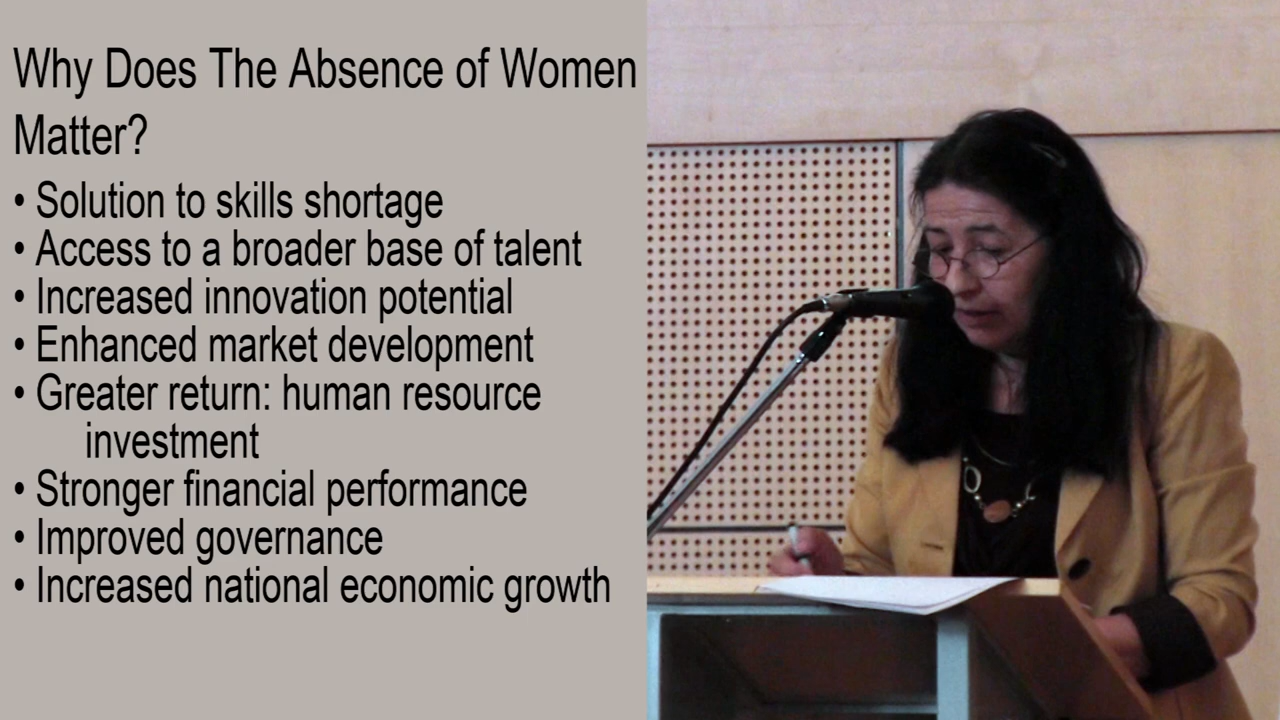 Why Does The Absence of Women
Matter?
• Solution to skills shortage
• Access to a broader base of talent
• Increased innovation potential
• Enhanced market development
• Greater return: human resource
investment
• Stronger financial performance
• Improved governance
• Increased national economic growth